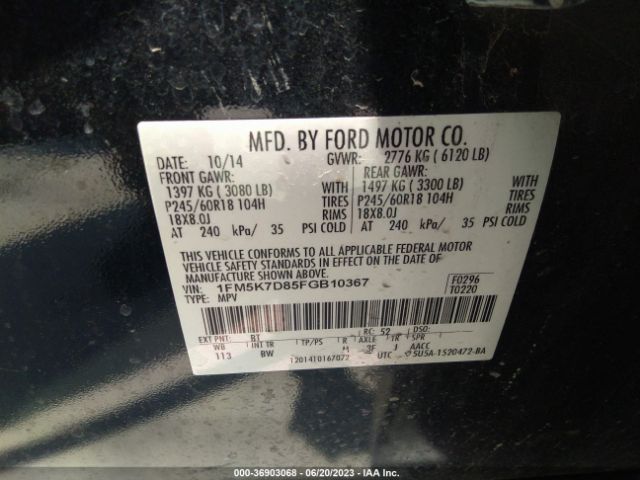 MFD. BY FORD MOTOR CO.
DATE: 10/14 GVWR: 2776 KG ( 6120 LB)
FRONT GAWR: REAR GAWR:
1397 KG ( 3080 LB) WITH 1497 KG ( 3300 LB) WITH
P245/60R18 104H TIRES P245/60R18 104H TIRES
18X8.0J RIMS 18X8.0J RIMS
AT 240 kPa/ 35 PSI COLD AT 240 kPa/ 35 PSI COLD
THIS VEHICLE CONFORMS TO ALL APPLICABLE FEDERAL MOTOR
VEHICLE SAFETY AND THEFT PREVENTION STANDARDS IN EFFECT ON THE DATE OF
MANUFACTURE SHOWN ABOVE.
VIN: 1FM5K7D85FGB10367 F0296
TYPE: MPV T0220
EXT PNT: BT RC: 52 DSO:
WB INT TR TP/PS R AXLE TR SPR
113 BW M 3F J AACC
1201410167072 UTC 5U5A-1520472-BA
000-36903068 - 06/20/2023 - IAA Inc.